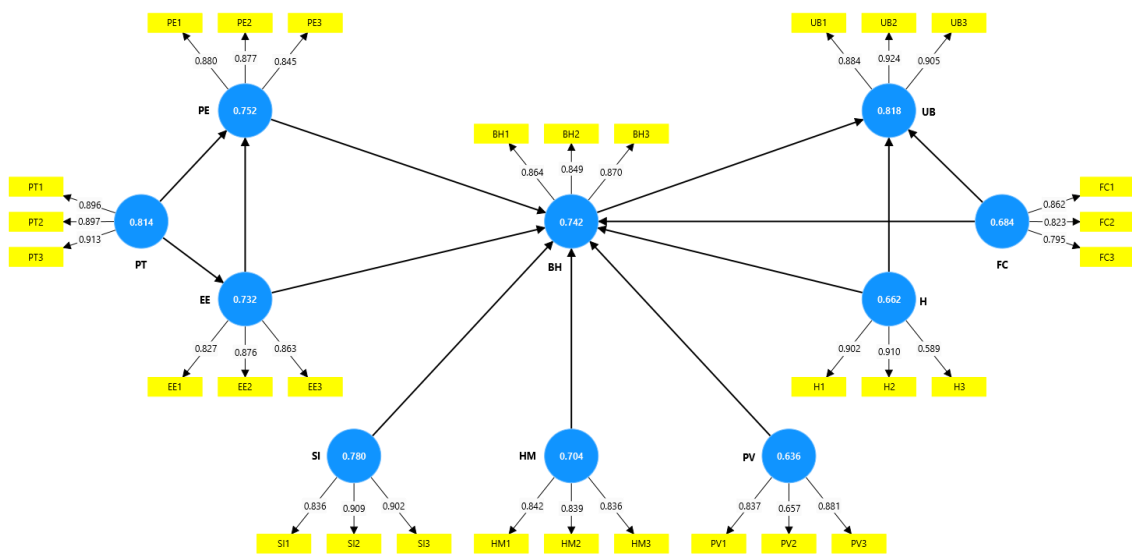 PE1 PE2 PE3
UB1 UB2 UB3
0.880 0.877 0.845
0.884 0.924 0.905
PE 0.752
0.818 UB
BH1 BH2 BH3
0.864 0.849 0.870
PT1 0.896
PT2 0.897
PT3 0.913
0.814
PT
0.742
BH
0.684
FC
0.862 FC1
0.823 FC2
0.795 FC3
EE 0.732
0.662 H
0.827 0.876 0.863
0.902 0.910 0.589
EE1 EE2 EE3
H1 H2 H3
SI 0.780
HM 0.704
PV 0.636
0.836 0.909 0.902
0.842 0.839 0.836
0.837 0.657 0.881
SI1 SI2 SI3
HM1 HM2 HM3
PV1 PV2 PV3